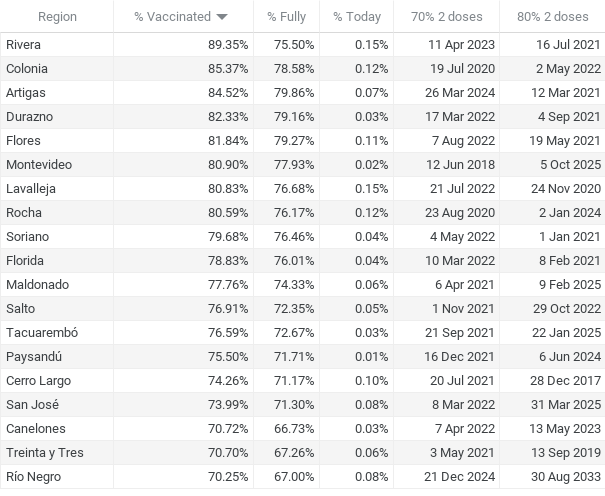 Region % Vaccinated % Fully % Today 70% 2 doses 80% 2 doses
Rivera 89.35% 75.50% 0.15% 11 Apr 2023 16 Jul 2021
Colonia 85.37% 78.58% 0.12% 19 Jul 2020 2 May 2022
Artigas 84.52% 79.86% 0.07% 26 Mar 2024 12 Mar 2021
Durazno 82.33% 79.16% 0.03% 17 Mar 2022 4 Sep 2021
Flores 81.84% 79.27% 0.11% 7 Aug 2022 19 May 2021
Montevideo 80.90% 77.93% 0.02% 12 Jun 2018 5 Oct 2025
Lavalleja 80.83% 76.68% 0.15% 21 Jul 2022 24 Nov 2020
Rocha 80.59% 76.17% 0.12% 23 Aug 2020 2 Jan 2024
Soriano 79.68% 76.46% 0.04% 4 May 2022 1 Jan 2021
Florida 78.83% 76.01% 0.04% 10 Mar 2022 8 Feb 2021
Maldonado 77.76% 74.33% 0.06% 6 Apr 2021 9 Feb 2025
Salto 76.91% 72.35% 0.05% 1 Nov 2021 29 Oct 2022
Tacuarembó 76.59% 72.67% 0.03% 21 Sep 2021 22 Jan 2025
Paysandú 75.50% 71.71% 0.01% 16 Dec 2021 6 Jun 2024
Cerro Largo 74.26% 71.17% 0.10% 20 Jul 2021 28 Dec 2017
San José 73.99% 71.30% 0.08% 8 Mar 2022 31 Mar 2025
Canelones 70.72% 66.73% 0.03% 7 Apr 2022 13 May 2023
Treinta y Tres 70.70% 67.26% 0.06% 3 May 2021 13 Sep 2019
Río Negro 70.25% 67.00% 0.08% 21 Dec 2024 30 Aug 2033